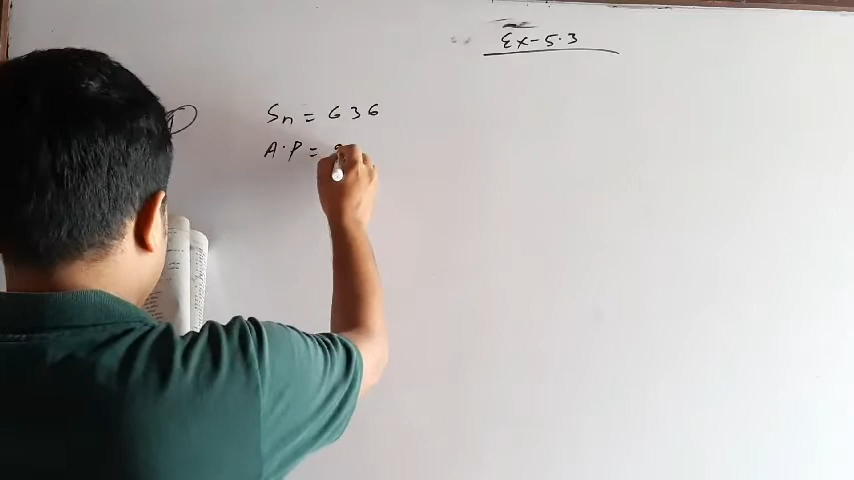 Ex-5.3
Sn = 636
A.P =